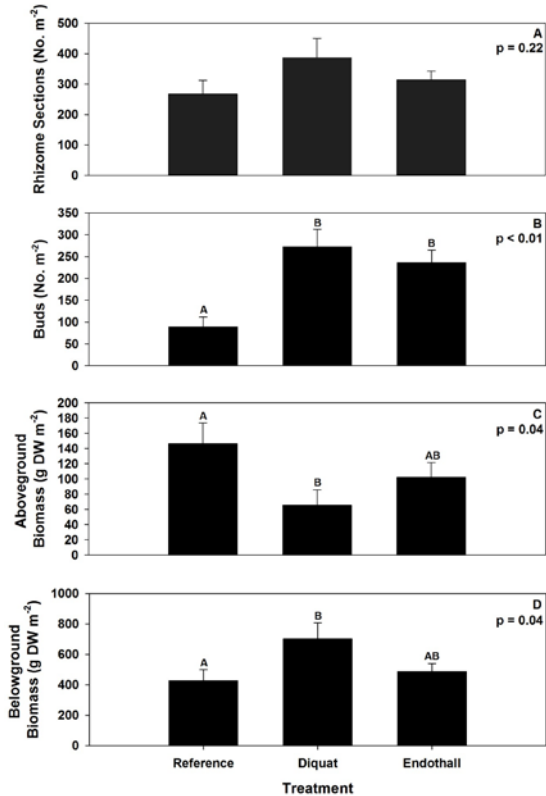 Rhizome Sections (No. m⁻²)
500
400
300
200
100
0
A
p = 0.22
Buds (No. m⁻²)
350
300
250
200
150
100
50
0
A
B
B
B
p < 0.01
Aboveground
Biomass (g DW m⁻²)
200
180
160
140
120
100
80
60
40
20
0
A
B
AB
C
p = 0.04
Belowground
Biomass (g DW m⁻²)
1000
800
600
400
200
0
A
B
AB
D
p = 0.04
Reference
Diquat
Endothall
Treatment